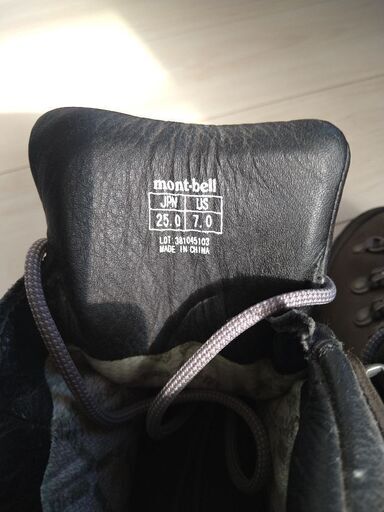 mont-bell
JPN US
25.0 7.0
LOT:381045103
MADE IN CHINA